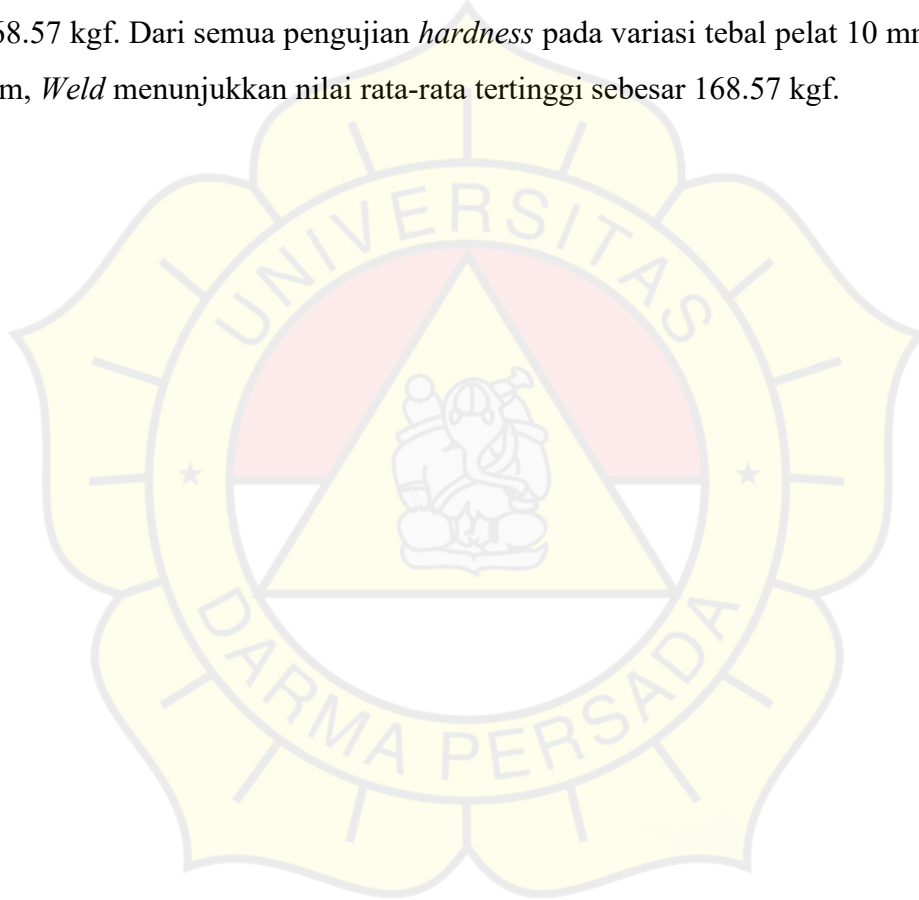 68.57 kgf. Dari semua pengujian hardness pada variasi tebal pelat 10 mm
m, Weld menunjukkan nilai rata-rata tertinggi sebesar 168.57 kgf.
UNIVERSITAS
DARMA PERSADA